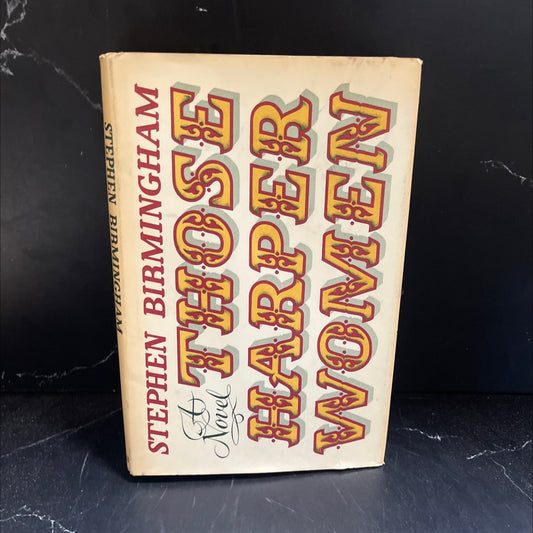 STEPHEN BIRMINGHAM
STEPHEN BIRMINGHAM
THOSE
HARPER
WOMEN
A
Novel